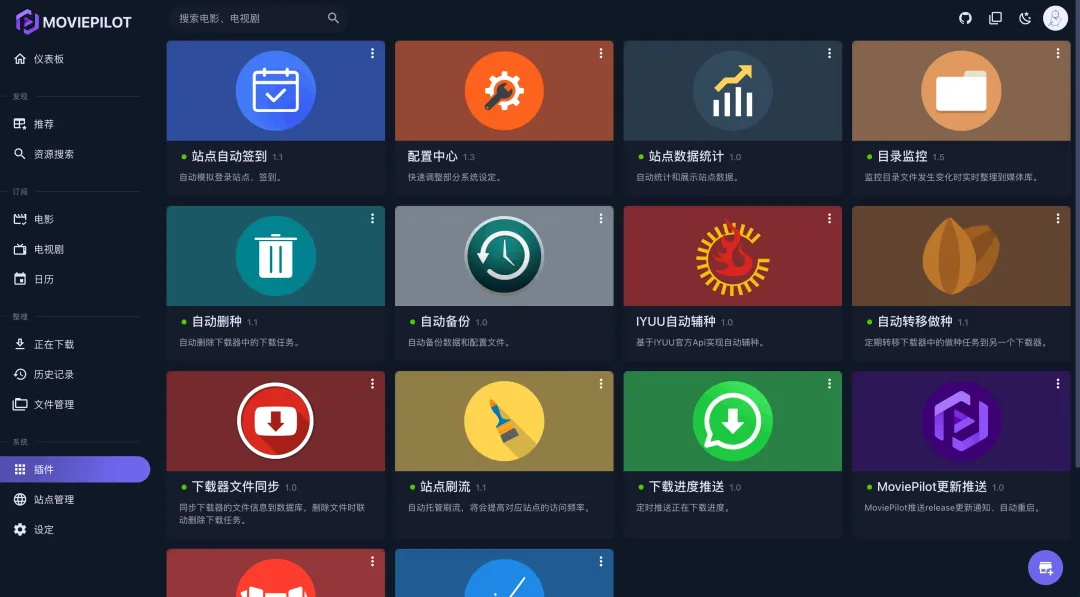 MOVIEPILOT
搜索电影、电视剧
仪表板
发现
推荐
资源搜索
订阅
电影
电视剧
日历
整理
正在下载
历史记录
文件管理
系统
插件
站点管理
设定
站点自动签到 1.1
自动模拟登录站点、签到。
配置中心 1.3
快速调整部分系统设定。
站点数据统计 1.0
自动统计和展示站点数据。
目录监控 1.5
监控目录文件发生变化时实时整理到媒体库。
自动删种 1.1
自动删除下载器中的下载任务。
自动备份 1.0
自动备份数据和配置文件。
IYUU自动辅种 1.0
基于IYUU官方Api实现自动辅种。
自动转移做种 1.1
定期转移下载器中的做种任务到另一个下载器。
下载器文件同步 1.0
同步下载器的文件信息到数据库，删除文件时联
动删除下载任务。
站点刷流 1.1
自动托管刷流，将会提高对应站点的访问频率。
下载进度推送 1.0
定时推送正在下载进度。
MoviePilot更新推送 1.0
MoviePilot推送release更新通知、自动重启。